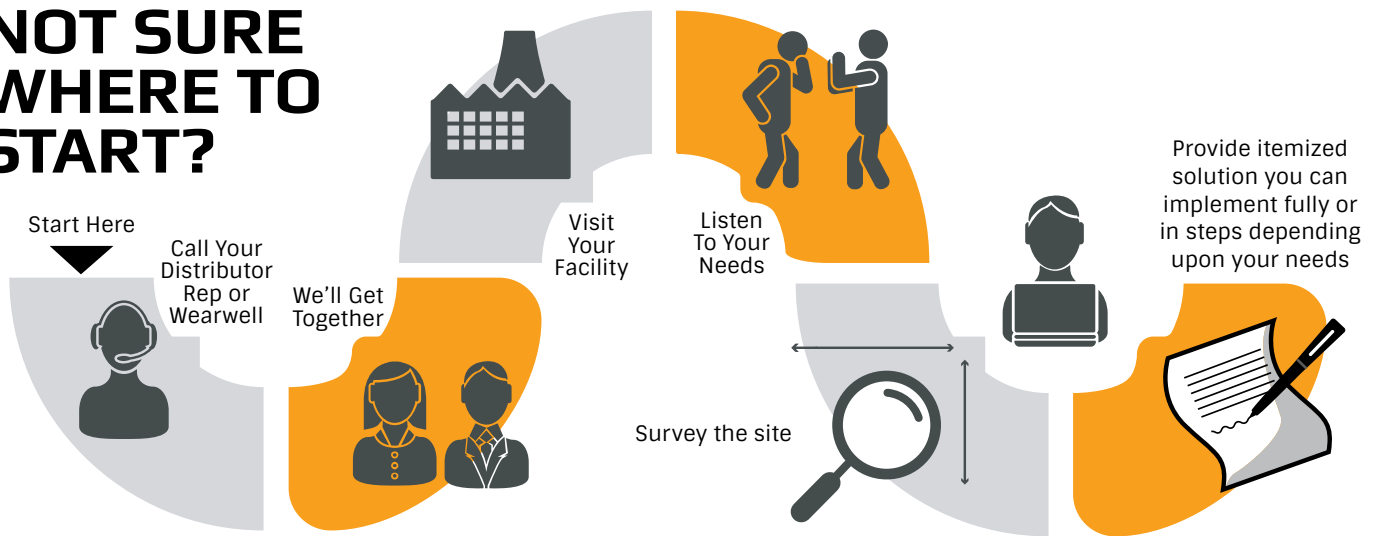 NOT SURE
WHERE TO
START?
Start Here
Call Your
Distributor
Rep or
Wearwell
We'll Get
Together
Visit
Your
Facility
Listen
To Your
Needs
Survey the site
Provide itemized
solution you can
implement fully or
in steps depending
upon your needs